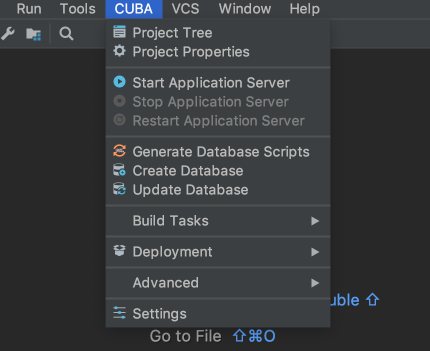 Run Tools CUBA VCS Window Help
Project Tree
Project Properties
Start Application Server
Stop Application Server
Restart Application Server
Generate Database Scripts
Create Database
Update Database
Build Tasks
Deployment
Advanced
uble ⇧
Settings
Go to File ⇧⌘O